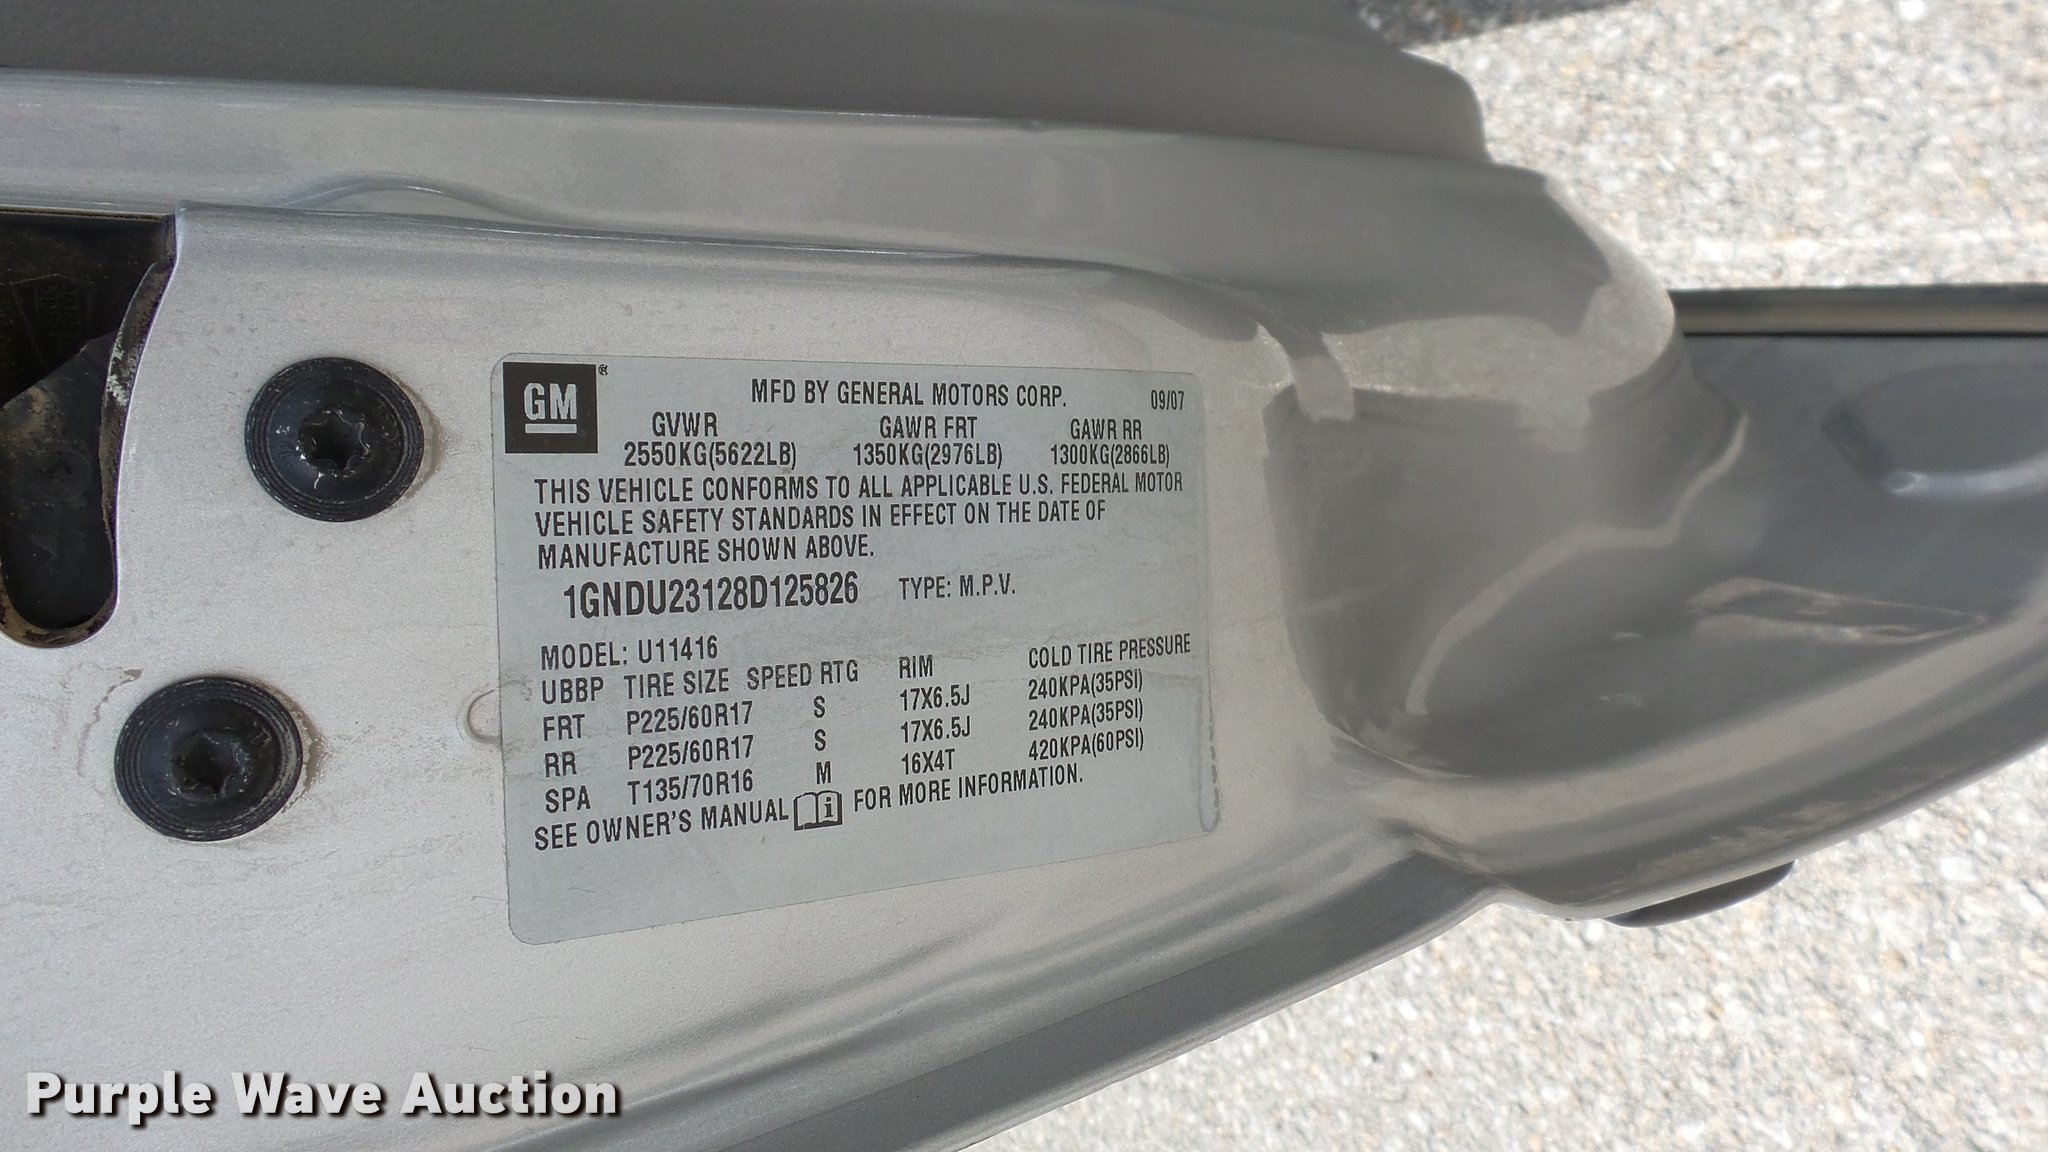 GM ®
MFD BY GENERAL MOTORS CORP. 09/07
GVWR GAWR FRT GAWR RR
2550KG(5622LB) 1350KG(2976LB) 1300KG(2866LB)
THIS VEHICLE CONFORMS TO ALL APPLICABLE U.S. FEDERAL MOTOR
VEHICLE SAFETY STANDARDS IN EFFECT ON THE DATE OF
MANUFACTURE SHOWN ABOVE.
1GNDU23128D125826 TYPE: M.P.V.
MODEL: U11416
UBBP TIRE SIZE SPEED RTG RIM COLD TIRE PRESSURE
FRT P225/60R17 S 17X6.5J 240KPA(35PSI)
RR P225/60R17 S 17X6.5J 240KPA(35PSI)
SPA T135/70R16 M 16X4T 420KPA(60PSI)
SEE OWNER'S MANUAL i FOR MORE INFORMATION.
Purple Wave Auction